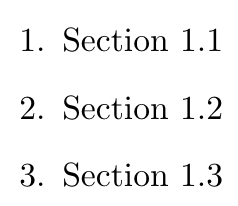 1. Section 1.1
2. Section 1.2
3. Section 1.3